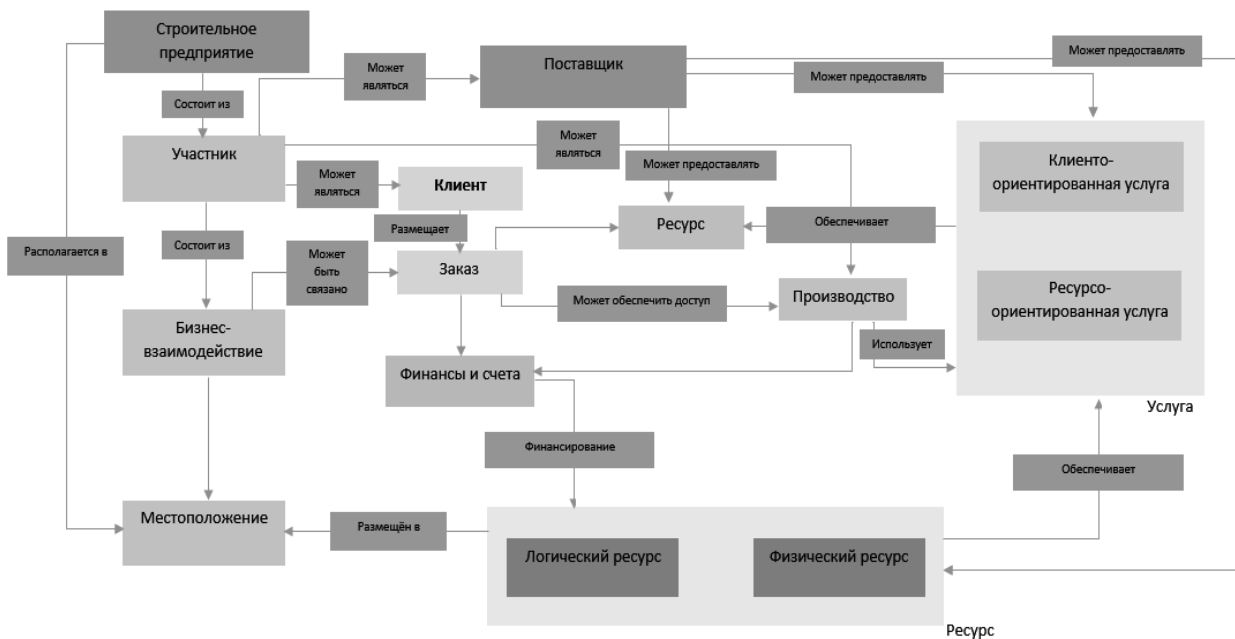 Строительное
предприятие
Может
являться
Поставщик
Может предоставлять
Может предоставлять
Состоит из
Участник
Может
являться
Может предоставлять
Клиенто-
ориентированная услуга
Может
являться
Клиент
Размещает
Ресурс
Обеспечивает
Располагается в
Состоит из
Может
быть
связано
Заказ
Может обеспечить доступ
Производство
Ресурсо-
ориентированная услуга
Бизнес-
взаимодействие
Использует
Финансы и счета
Услуга
Финансирование
Обеспечивает
Местоположение
Размещён в
Логический ресурс
Физический ресурс
Ресурс